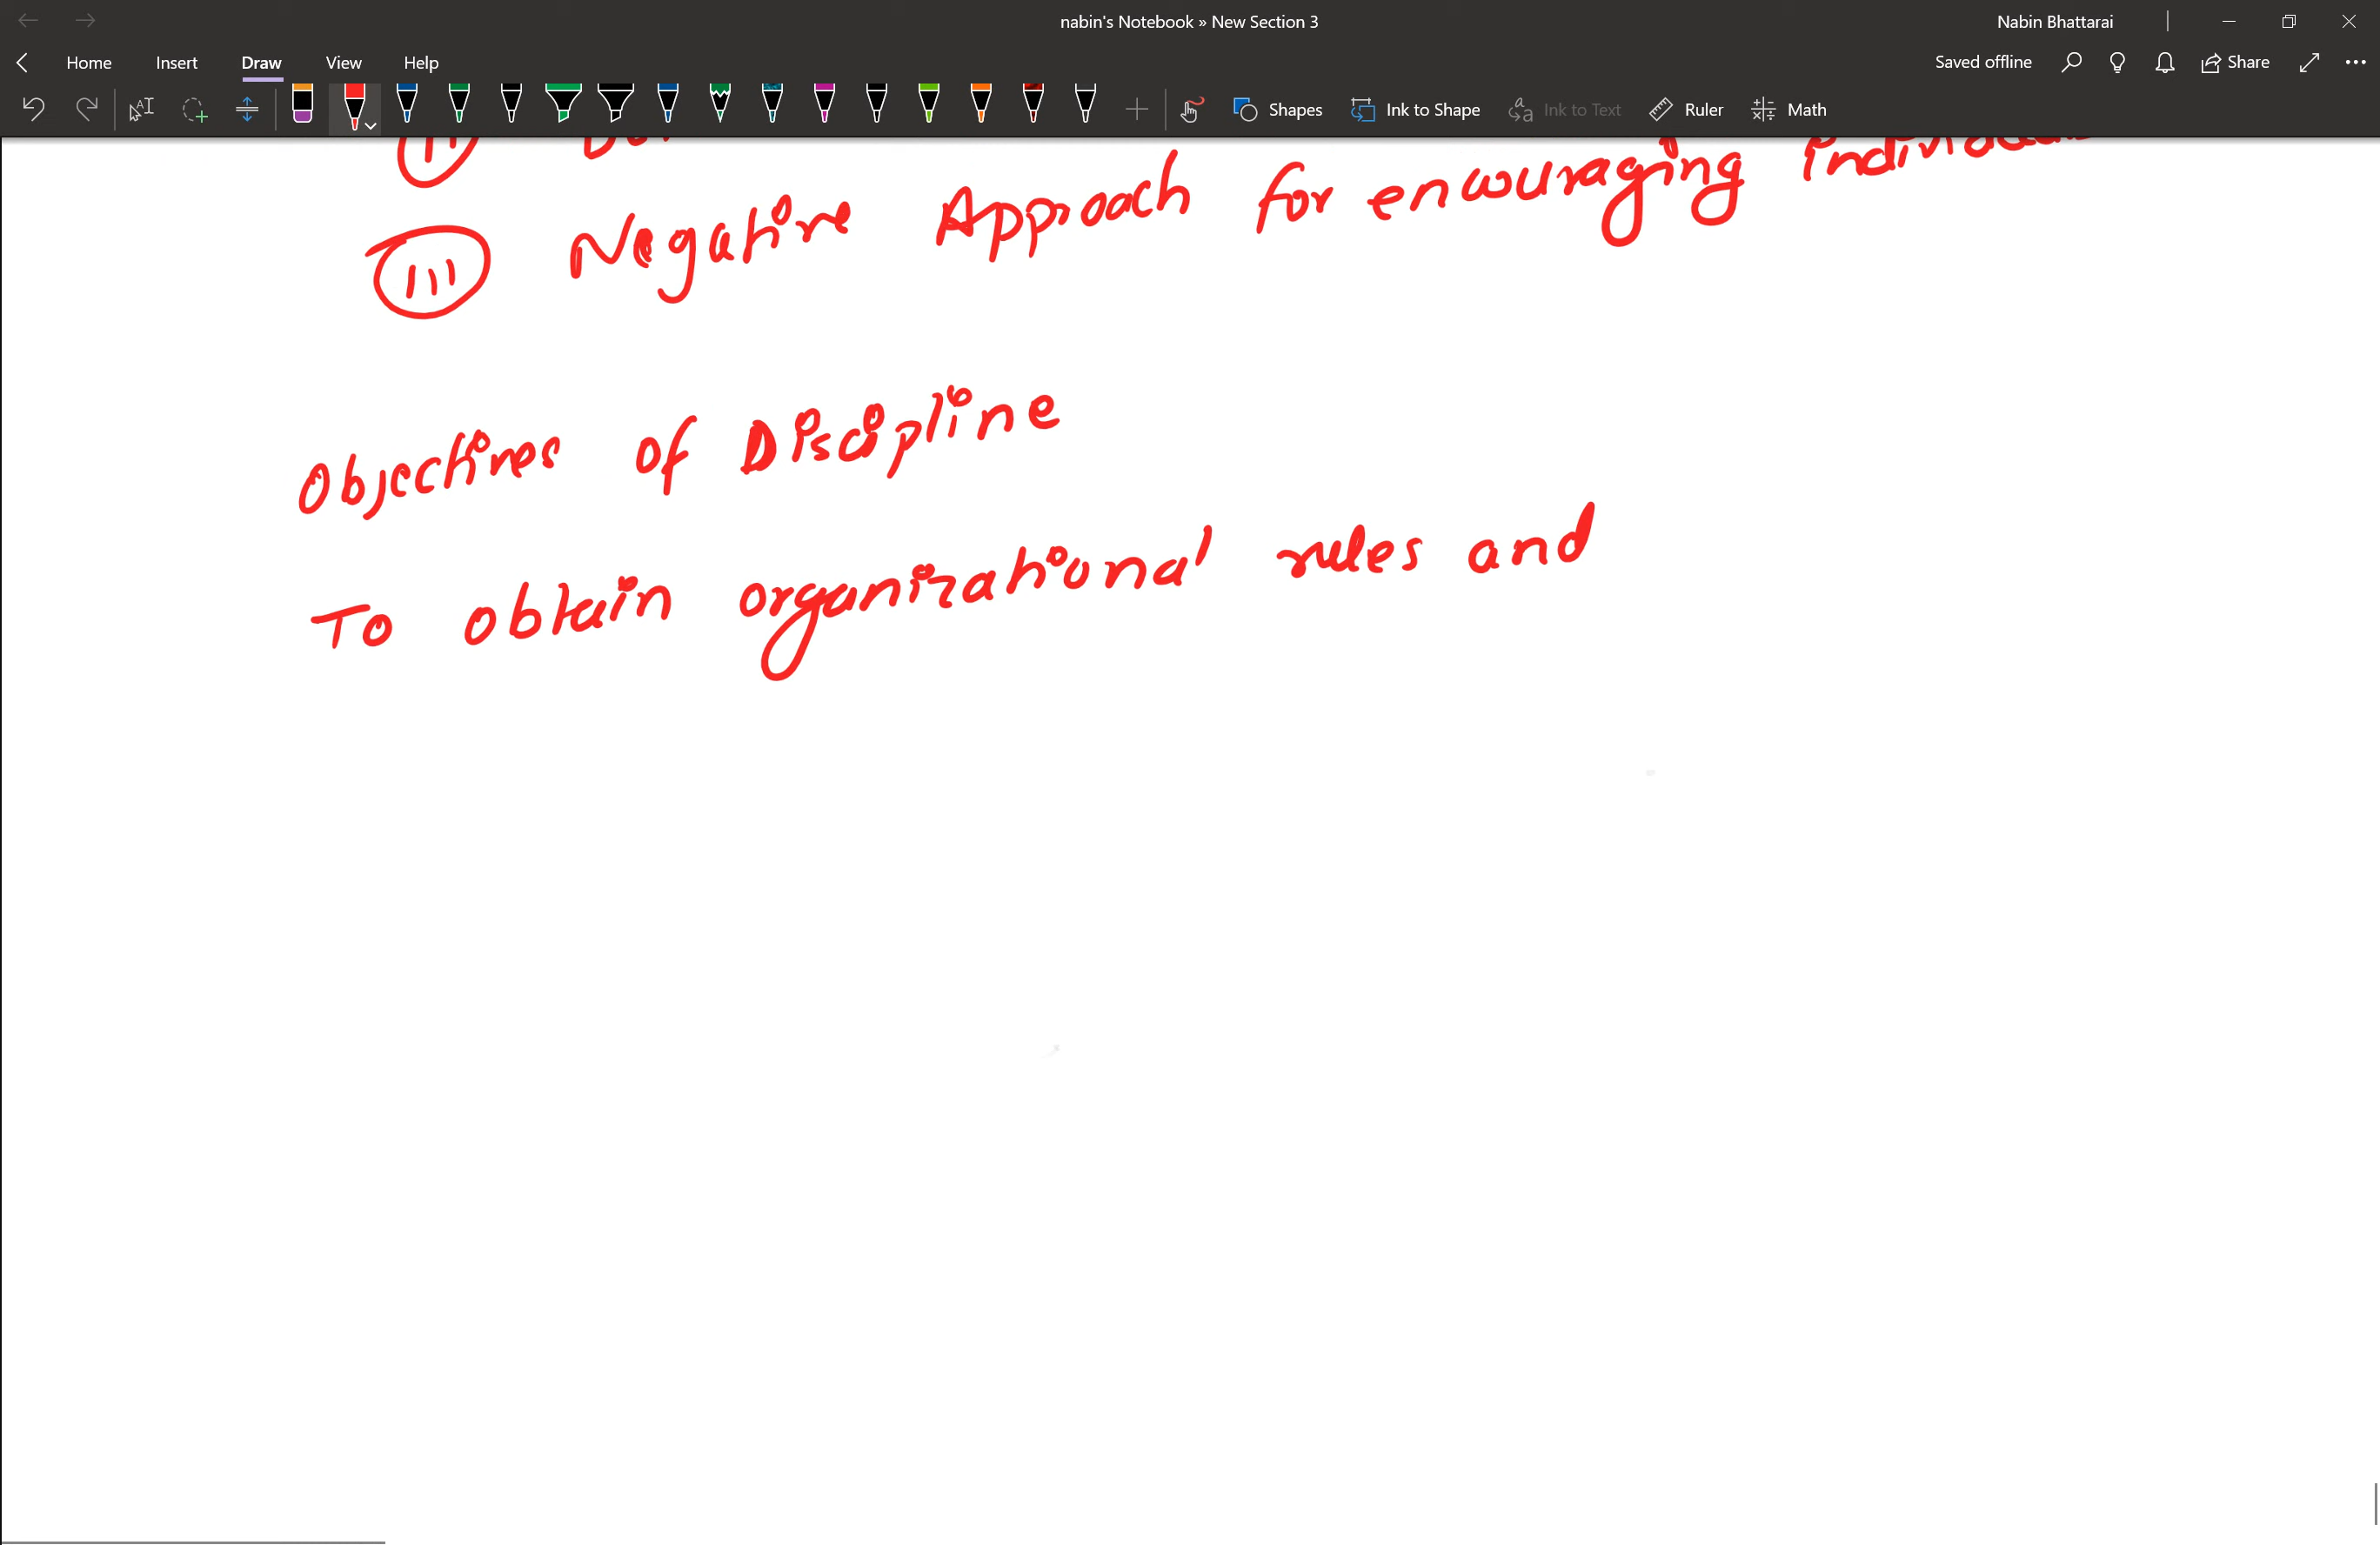 nabin's Notebook » New Section 3
Nabin Bhattarai
Home Insert Draw View Help
Saved offline
Share
Shapes Ink to Shape Ink to Text Ruler Math
II
III Negative Approach for encouraging
Objectives of Discipline
To obtain organizational rules and